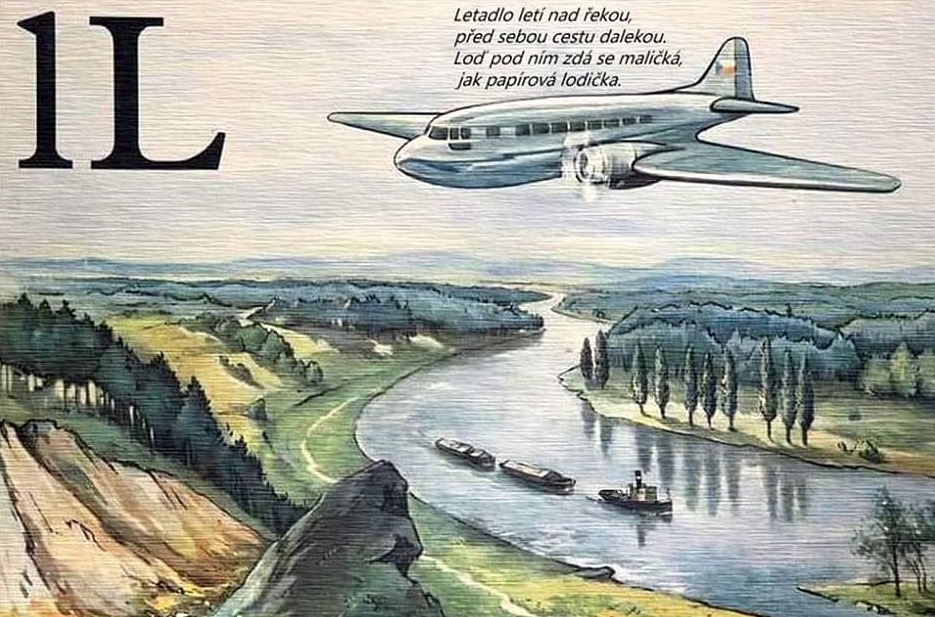 1L
Letadlo letí nad řekou,
před sebou cestu dalekou.
Loď pod ním zdá se maličká,
jak papírová lodička.